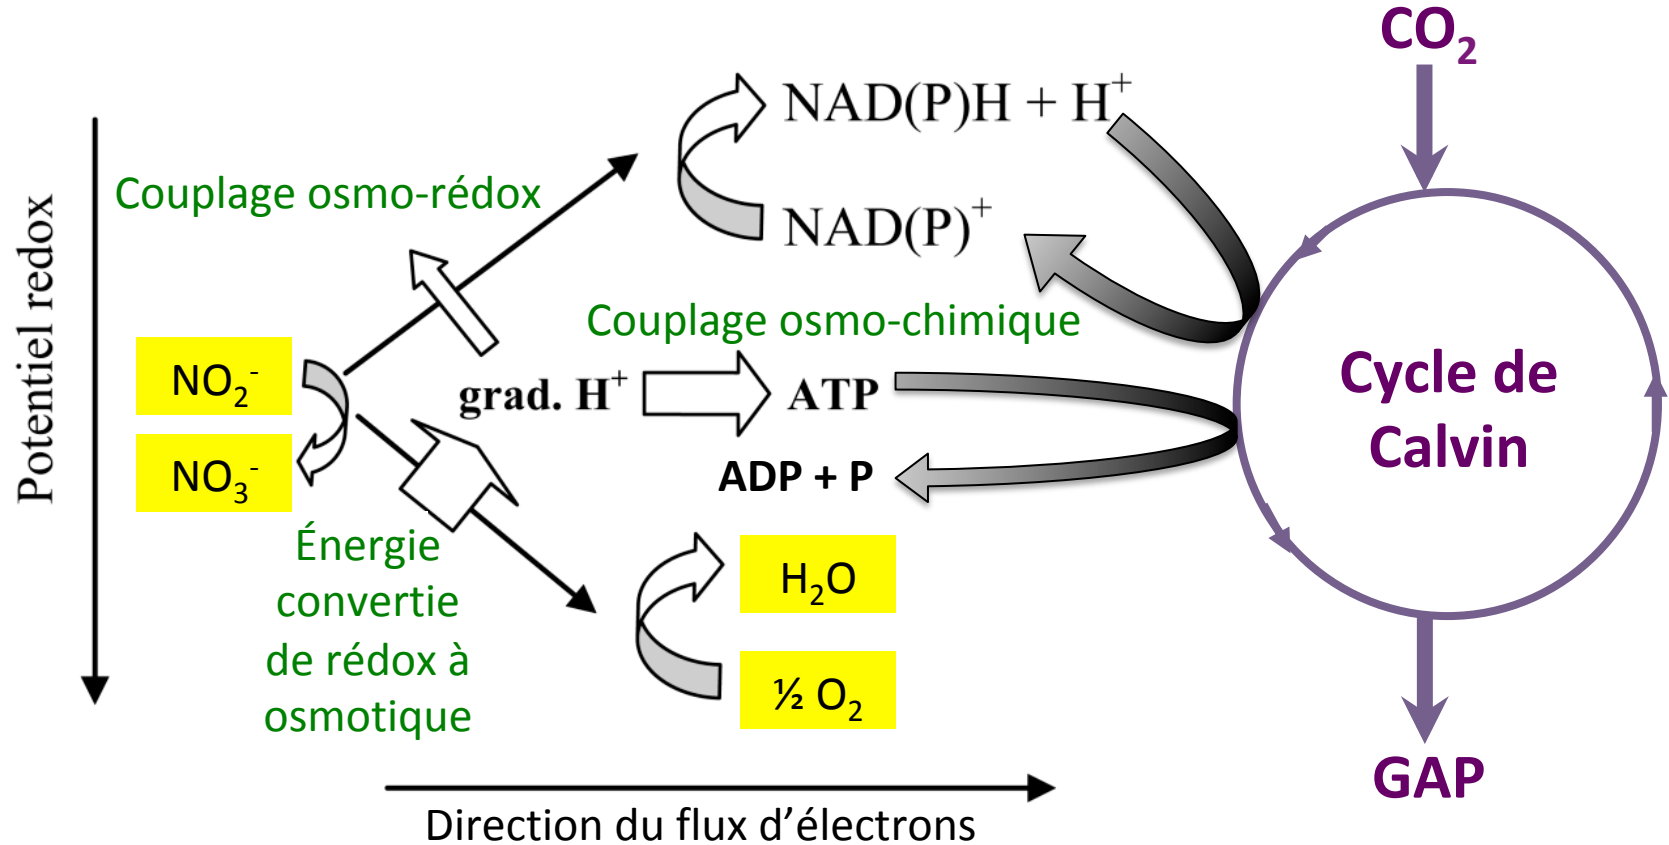 CO₂
NAD(P)H + H⁺
Couplage osmo-rédox
NAD(P)⁺
Potentiel redox
Couplage osmo-chimique
NO₂⁻
grad. H⁺
ATP
Cycle de
Calvin
NO₃⁻
ADP + P
Énergie
convertie
de rédox à
osmotique
H₂O
½ O₂
GAP
Direction du flux d’électrons